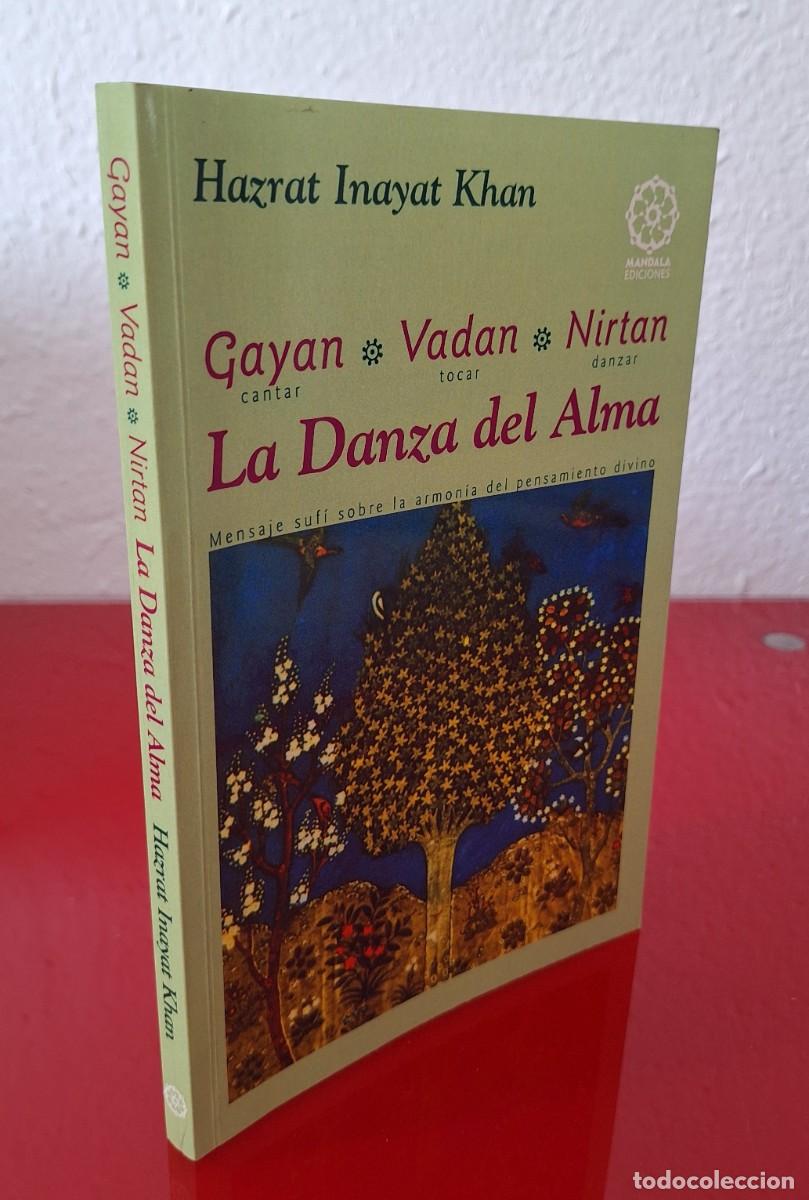 Hazrat Inayat Khan
MANDALA
EDICIONES
Gayan Vadan Nirtan
cantar tocar danzar
La Danza del Alma
Mensaje sufí sobre la armonía del pensamiento divino
Gayan Vadan Nirtan La Danza del Alma Hazrat Inayat Khan
todocoleccion